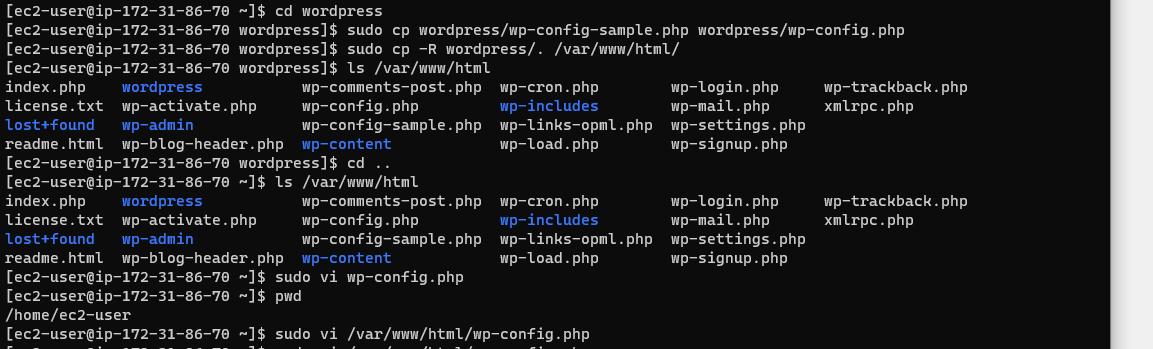 [ec2-user@ip-172-31-86-70 ~]$ cd wordpress
[ec2-user@ip-172-31-86-70 wordpress]$ sudo cp wordpress/wp-config-sample.php wordpress/wp-config.php
[ec2-user@ip-172-31-86-70 wordpress]$ sudo cp -R wordpress/. /var/www/html/
[ec2-user@ip-172-31-86-70 wordpress]$ ls /var/www/html
index.php    wordpress           wp-comments-post.php  wp-cron.php        wp-login.php     wp-trackback.php
license.txt  wp-activate.php     wp-config.php         wp-includes        wp-mail.php      xmlrpc.php
lost+found   wp-admin            wp-config-sample.php  wp-links-opml.php  wp-settings.php
readme.html  wp-blog-header.php  wp-content            wp-load.php        wp-signup.php
[ec2-user@ip-172-31-86-70 wordpress]$ cd ..
[ec2-user@ip-172-31-86-70 ~]$ ls /var/www/html
index.php    wordpress           wp-comments-post.php  wp-cron.php        wp-login.php     wp-trackback.php
license.txt  wp-activate.php     wp-config.php         wp-includes        wp-mail.php      xmlrpc.php
lost+found   wp-admin            wp-config-sample.php  wp-links-opml.php  wp-settings.php
readme.html  wp-blog-header.php  wp-content            wp-load.php        wp-signup.php
[ec2-user@ip-172-31-86-70 ~]$ sudo vi wp-config.php
[ec2-user@ip-172-31-86-70 ~]$ pwd
/home/ec2-user
[ec2-user@ip-172-31-86-70 ~]$ sudo vi /var/www/html/wp-config.php